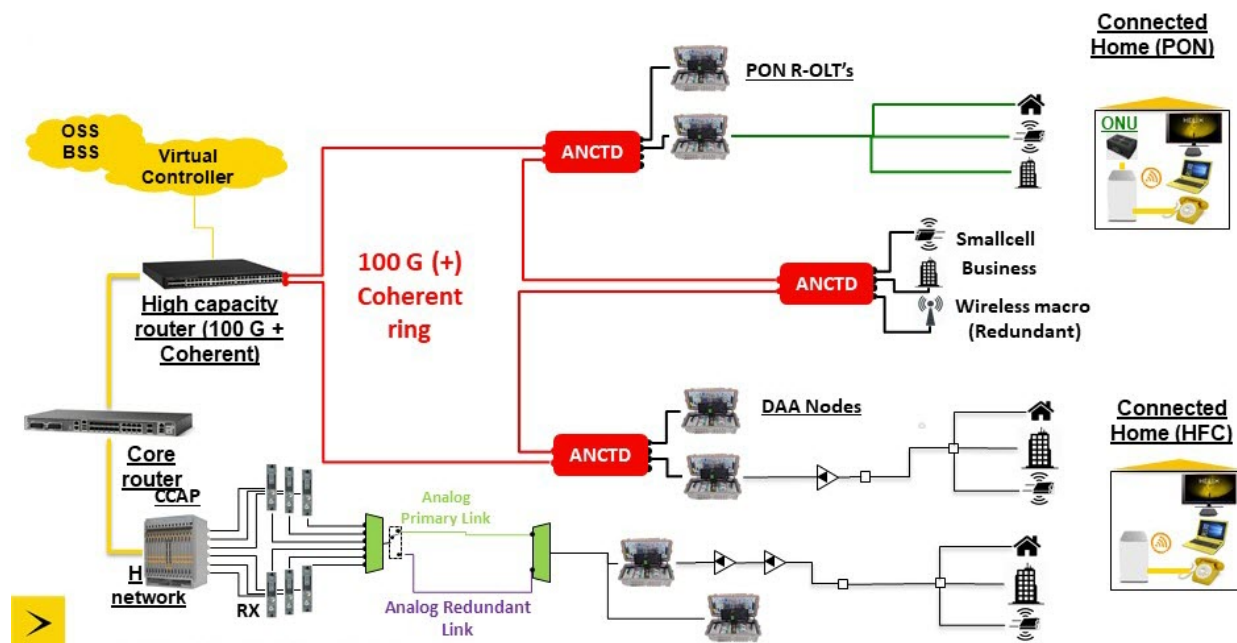 Connected
Home (PON)
PON R-OLT's
OSS
BSS
Virtual
Controller
ANCTD
ONU
100 G (+)
Coherent
ring
Smallcell
Business
ANCTD
Wireless macro
(Redundant)
High capacity
router (100 G +
Coherent)
DAA Nodes
Connected
Home (HFC)
ANCTD
Core
router
CCAP
Analog
Primary Link
H
network
RX
Analog Redundant
Link